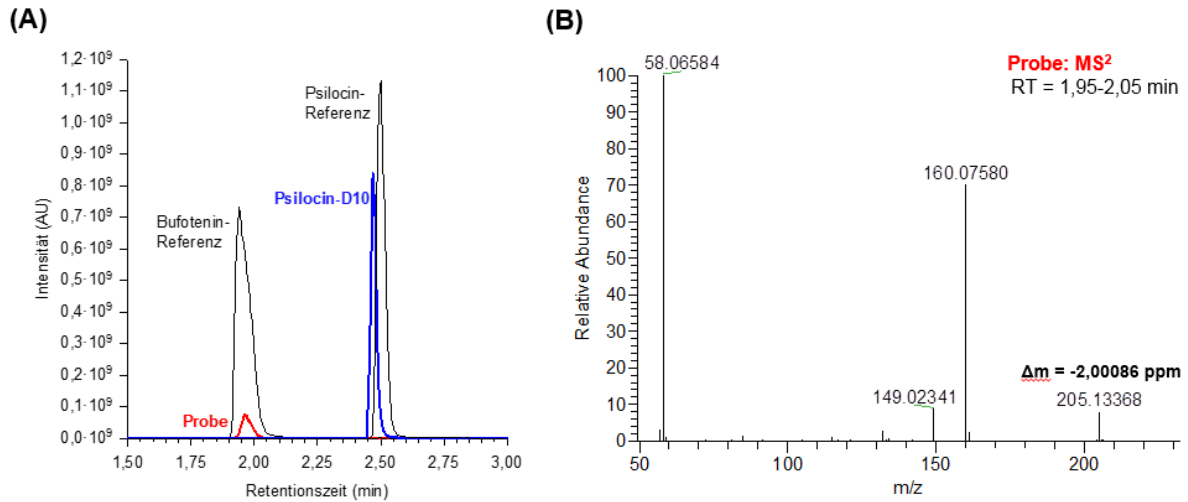 (A)
1,2·10⁹
1,1·10⁹
1,0·10⁹
0,9·10⁹
0,8·10⁹
0,7·10⁹
0,6·10⁹
0,5·10⁹
0,4·10⁹
0,3·10⁹
0,2·10⁹
0,1·10⁹
0,0·10⁹
Intensität (AU)
Psilocin-
Referenz
Psilocin-D10
Bufotenin-
Referenz
Probe
1,50
2,00
2,25
2,50
2,75
3,00
Retentionszeit (min)
(B)
58.06584
Probe: MS²
RT = 1,95-2,05 min
160.07580
Δm = -2,00086 ppm
205.13368
149.02341
100
90
80
70
60
50
40
30
20
10
0
Relative Abundance
50
100
150
200
m/z